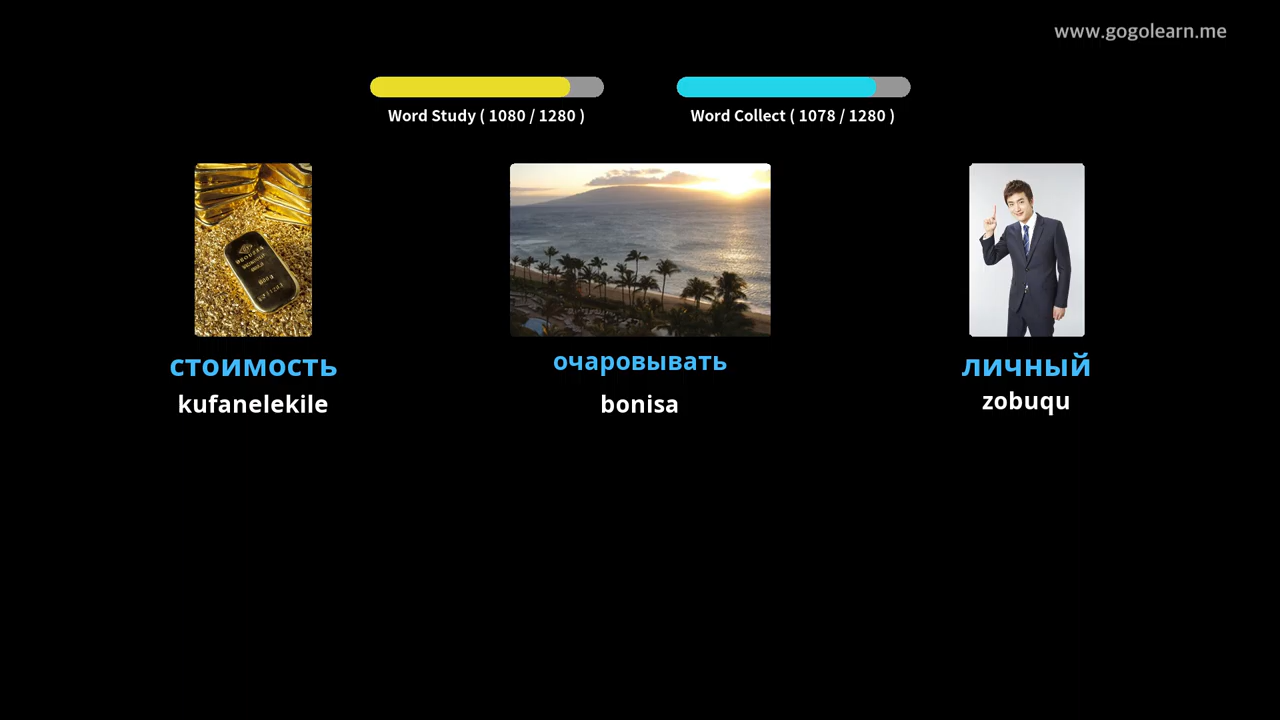 www.gogolearn.me
Word Study ( 1080 / 1280 )
Word Collect ( 1078 / 1280 )
стоимость
очаровывать
личный
kufanelekile
bonisa
zobuqu